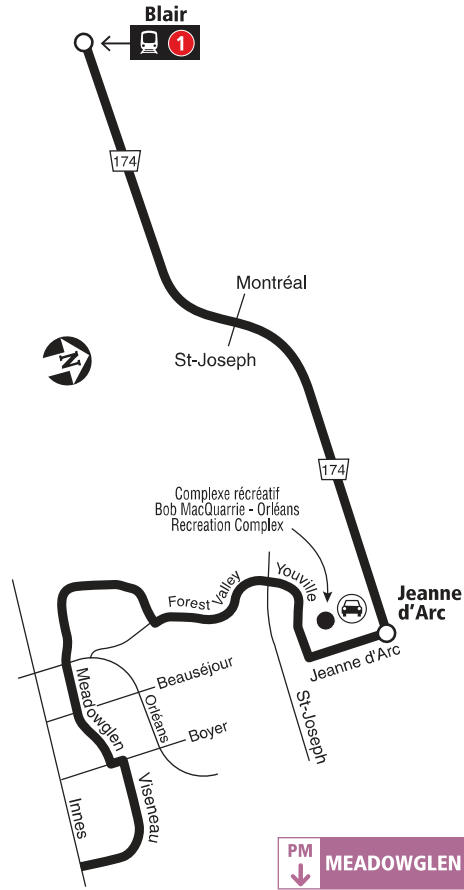 Blair
1
174
Montréal
St-Joseph
N
174
Complexe récréatif
Bob MacQuarrie - Orléans
Recreation Complex
Youville
Forest Valley
Jeanne
d'Arc
Jeanne d'Arc
St-Joseph
Meadowglen
Beauséjour
Orléans
Boyer
Viseneau
Innes
PM
MEADOWGLEN